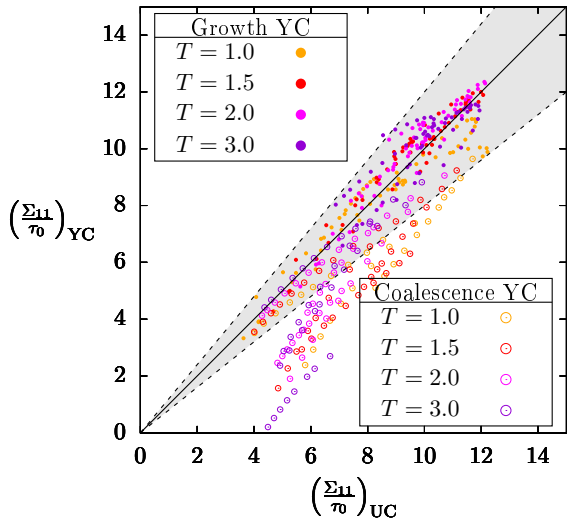 14
12
10
8
6
4
2
0
0 2 4 6 8 10 12 14
(Σ11/τ0)YC
(Σ11/τ0)UC
Growth YC
T = 1.0
T = 1.5
T = 2.0
T = 3.0
Coalescence YC
T = 1.0
T = 1.5
T = 2.0
T = 3.0